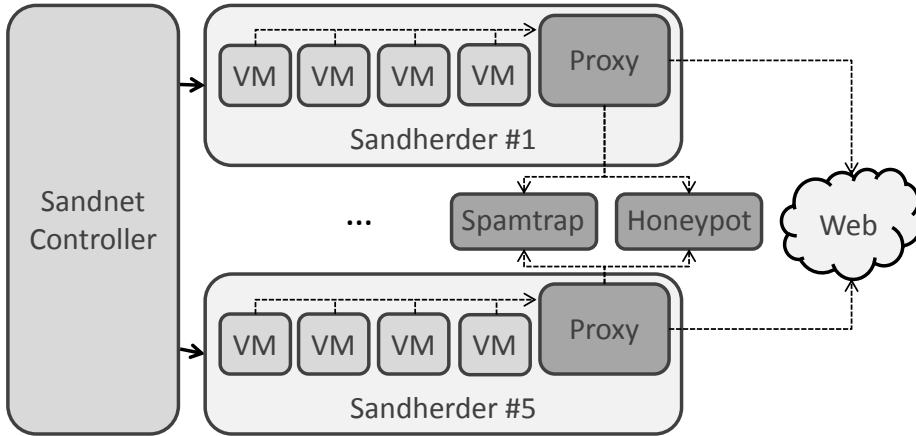 VM VM VM VM Proxy
Sandherder #1
Sandnet
Controller
...
Spamtrap Honeypot
Web
VM VM VM VM Proxy
Sandherder #5